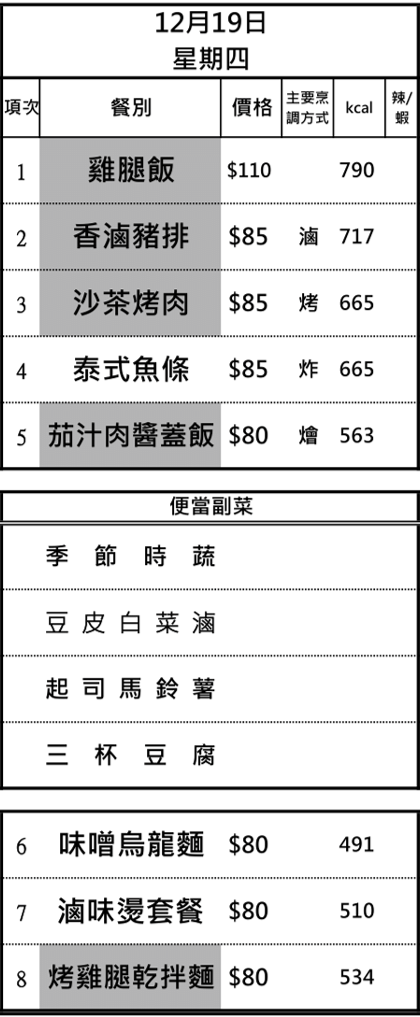 12月19日
星期四
項次 餐別 價格 主要烹調方式 kcal 辣/蝦
1 雞腿飯 $110 790
2 香滷豬排 $85 滷 717
3 沙茶烤肉 $85 烤 665
4 泰式魚條 $85 炸 665
5 茄汁肉醬蓋飯 $80 燴 563
便當副菜
季節時蔬
豆皮白菜滷
起司馬鈴薯
三杯豆腐
6 味噌烏龍麵 $80 491
7 滷味燙套餐 $80 510
8 烤雞腿乾拌麵 $80 534